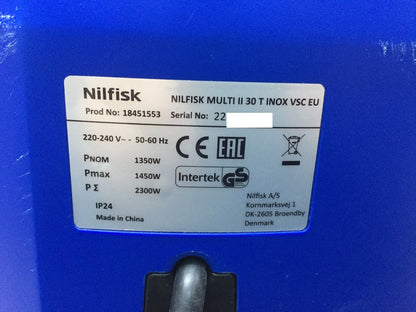 Nilfisk
NILFISK MULTI II 30 T INOX VSC EU
Prod No: 18451553
Serial No: 22
220-240 V~ - 50-60 Hz
PNOM 1350W
Pmax 1450W
P Σ 2300W
IP24
Made in China
CE EAC
Intertek GS
Nilfisk A/S
Kornmarksvej 1
DK-2605 Broendby
Denmark